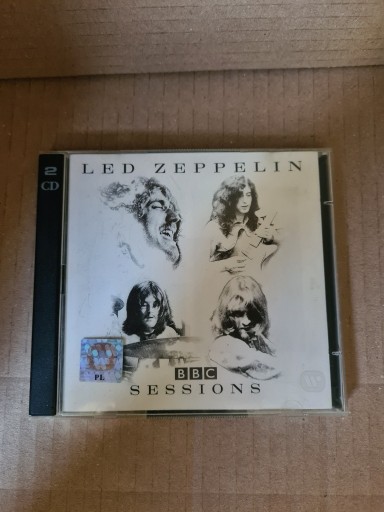 2
CD
LED ZEPPELIN
PL
BBC
SESSIONS